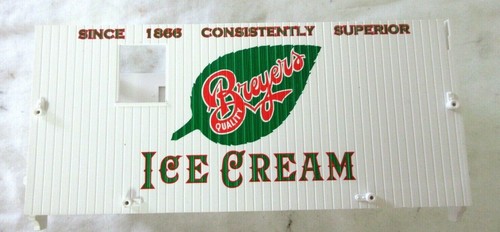 SINCE 1866 CONSISTENTLY SUPERIOR
Breyers
QUALITY
ICE CREAM